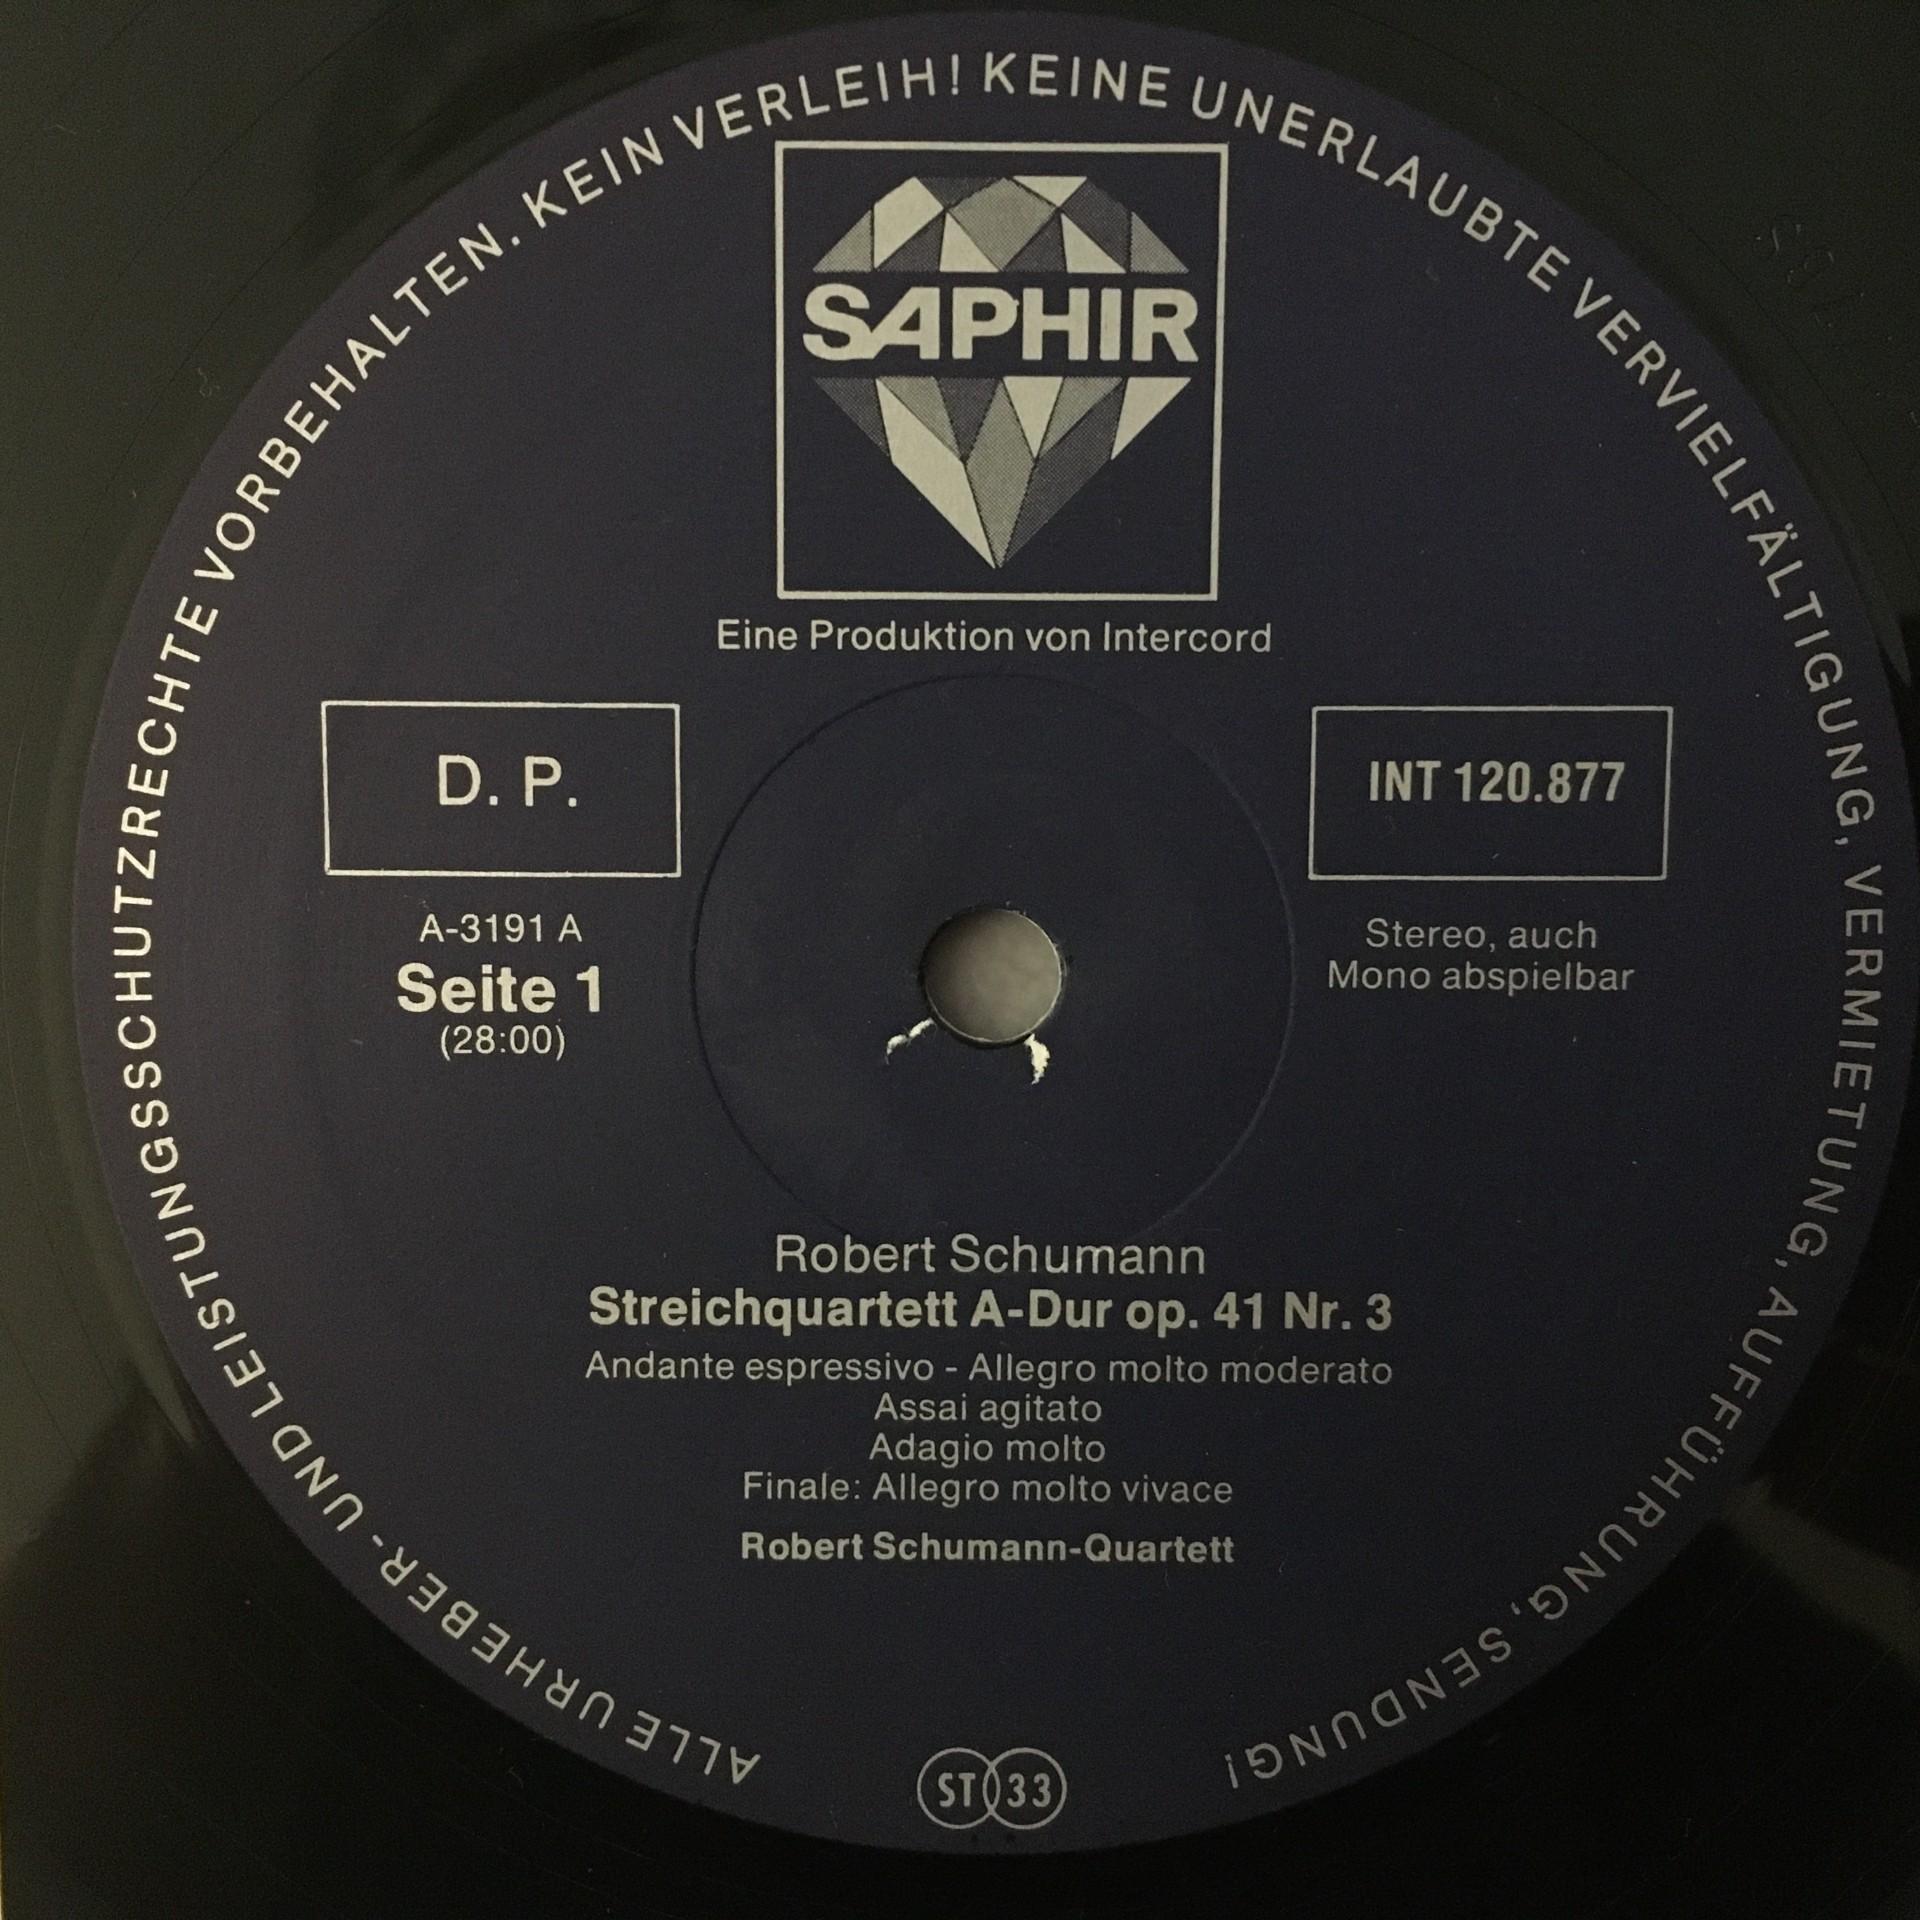 ALLE URHEBER- UND LEISTUNGSSCHUTZRECHTE VORBEHALTEN. KEIN VERLEIH! KEINE UNERLAUBTE VERVIELFÄLTIGUNG, VERMIETUNG, AUFFÜHRUNG, SENDUNG!
SAPHIR
Eine Produktion von Intercord
D. P.
INT 120.877
A-3191 A
Seite 1
(28:00)
Stereo, auch
Mono abspielbar
Robert Schumann
Streichquartett A-Dur op. 41 Nr. 3
Andante espressivo - Allegro molto moderato
Assai agitato
Adagio molto
Finale: Allegro molto vivace
Robert Schumann-Quartett
ST 33